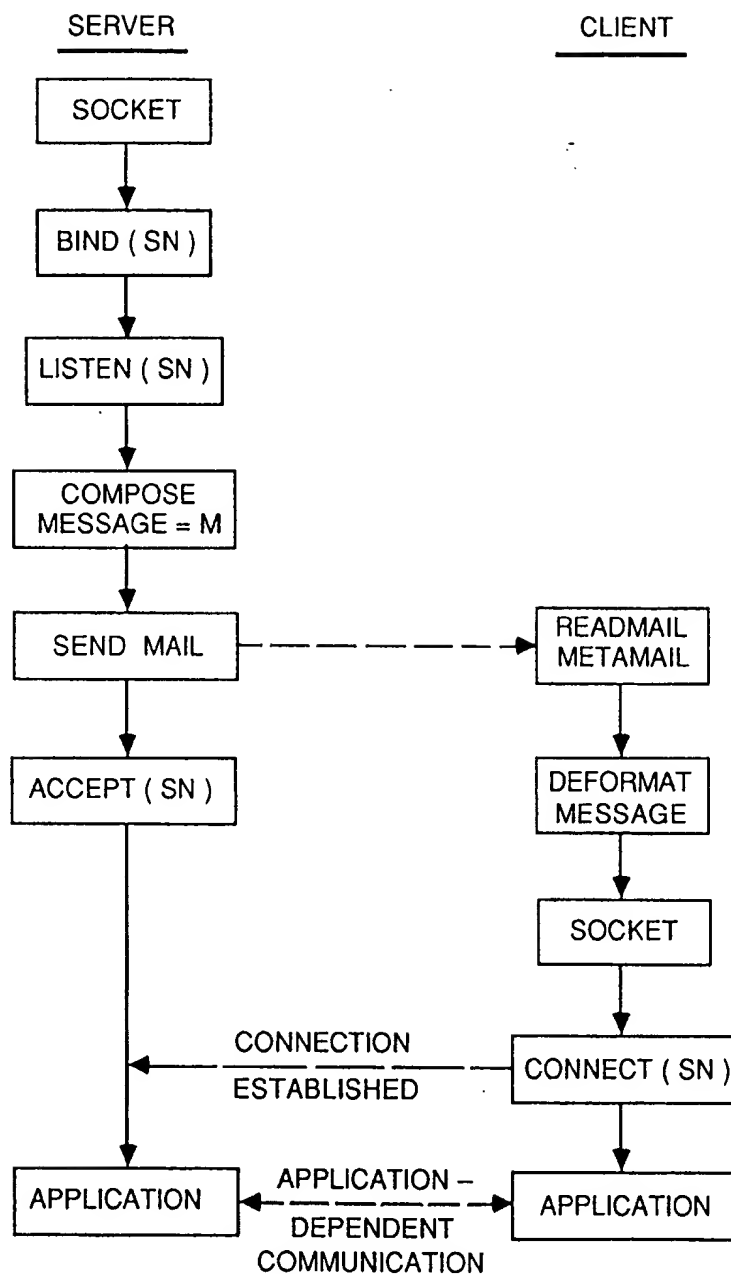 SERVER
CLIENT
SOCKET
BIND ( SN )
LISTEN ( SN )
COMPOSE
MESSAGE = M
SEND MAIL
READMAIL
METAMAIL
ACCEPT ( SN )
DEFORMAT
MESSAGE
SOCKET
CONNECTION
ESTABLISHED
CONNECT ( SN )
APPLICATION
APPLICATION –
DEPENDENT
COMMUNICATION
APPLICATION